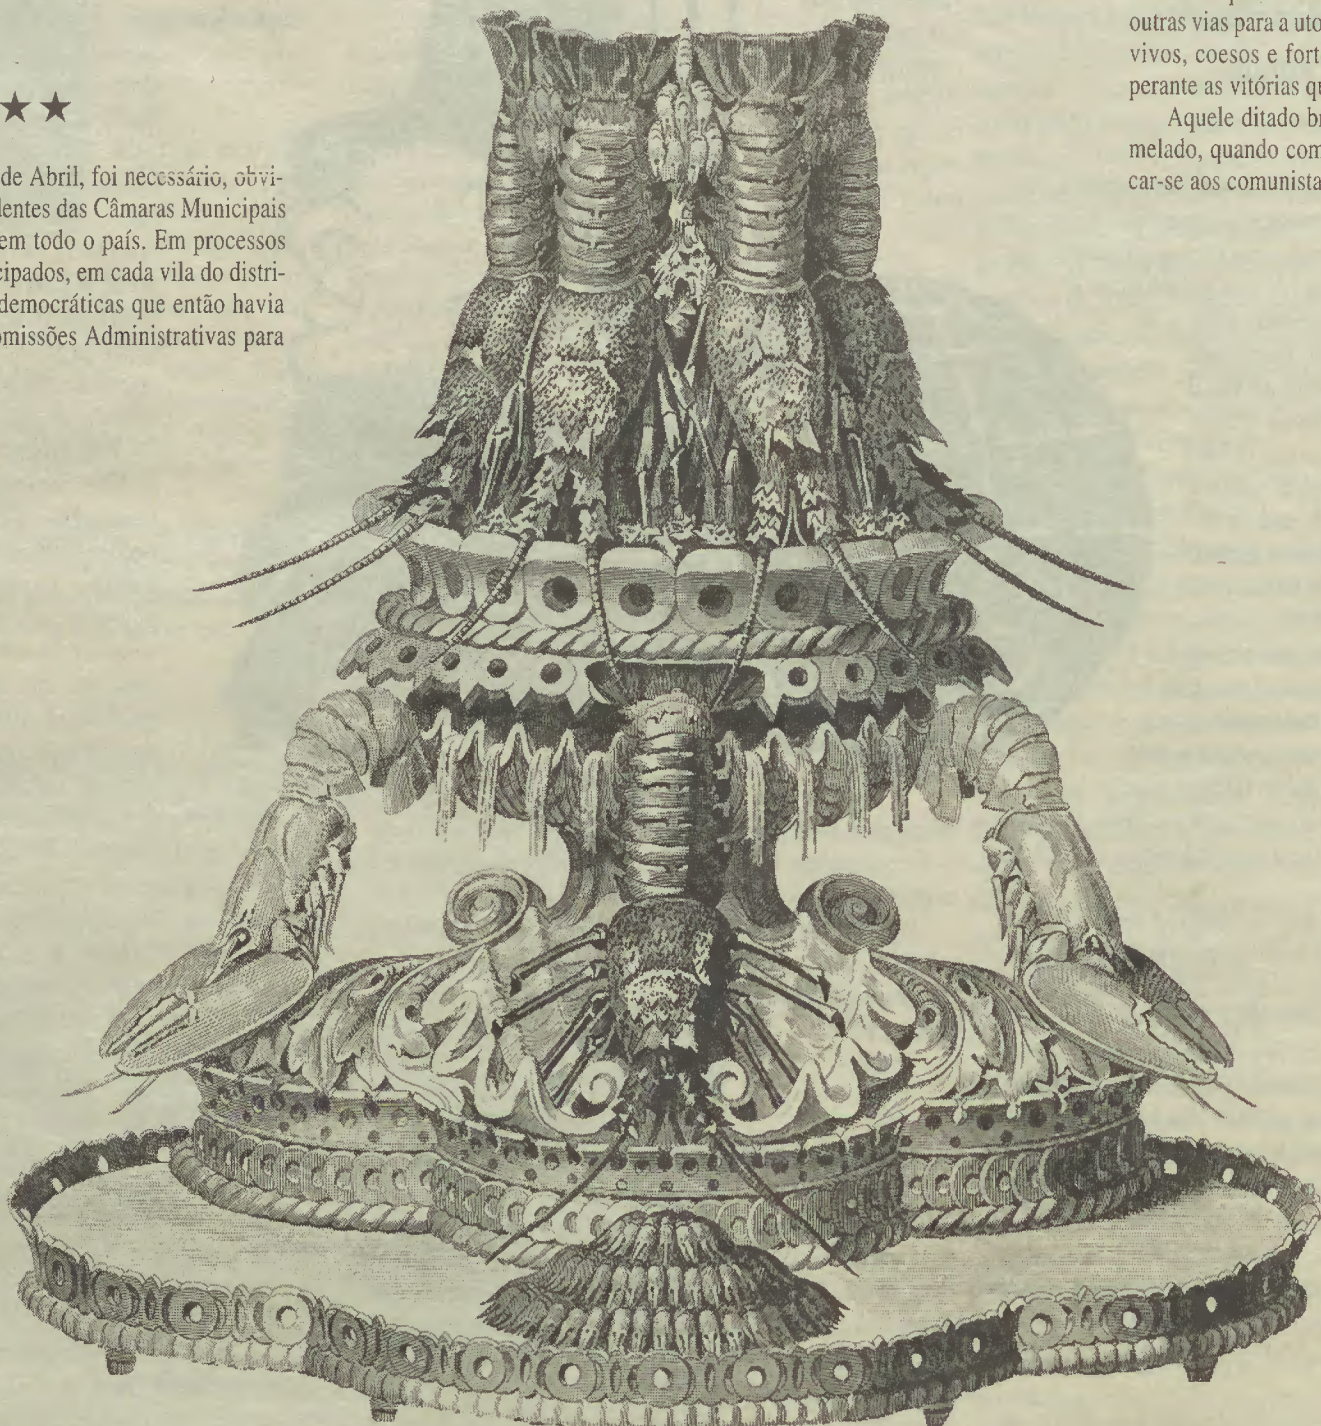 ★★
de Abril, foi necessário, obvi-
dentes das Câmaras Municipais
em todo o país. Em processos
cipados, em cada vila do distri-
democráticas que então havia
omissões Administrativas para
outras vias para a uto
vivos, coesos e fort
perante as vitórias qu
Aquele ditado b
melado, quando com
car-se aos comunista